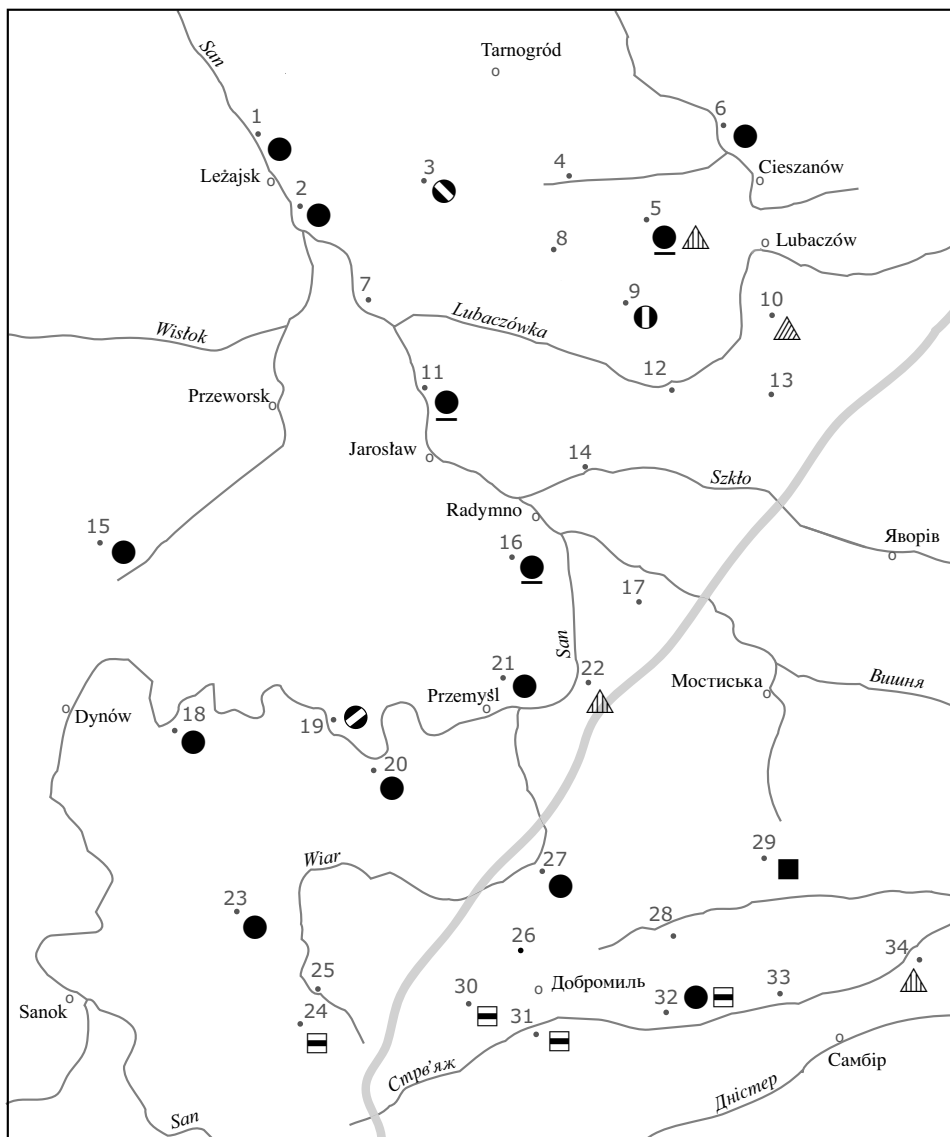 San
Tarnogród
1
6
Leżajsk
3
4
Cieszanów
2
5
8
Lubaczów
7
9
10
Lubaczówka
Wisłok
11
12
13
Przeworsk
Jarosław
14
Szkło
Radymno
15
16
Яворів
17
San
21
22
Мостиська
Przemyśl
Вишня
Dynów
18
19
20
Wiar
27
29
23
26
28
25
34
Sanok
30
Добромиль
33
24
31
32
Стрв'яж
Самбір
Дністер
San